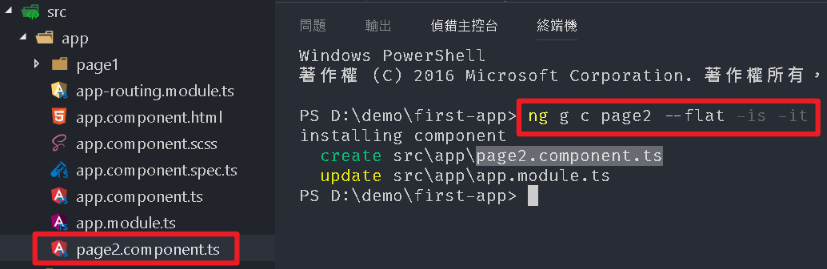 src
app
page1
app-routing.module.ts
app.component.html
app.component.scss
app.component.spec.ts
app.component.ts
app.module.ts
page2.component.ts
問題 輸出 偵錯主控台 終端機
Windows PowerShell
著作權 (C) 2016 Microsoft Corporation. 著作權所有,
PS D:\demo\first-app> ng g c page2 --flat -is -it
installing component
create src\app\page2.component.ts
update src\app\app.module.ts
PS D:\demo\first-app>